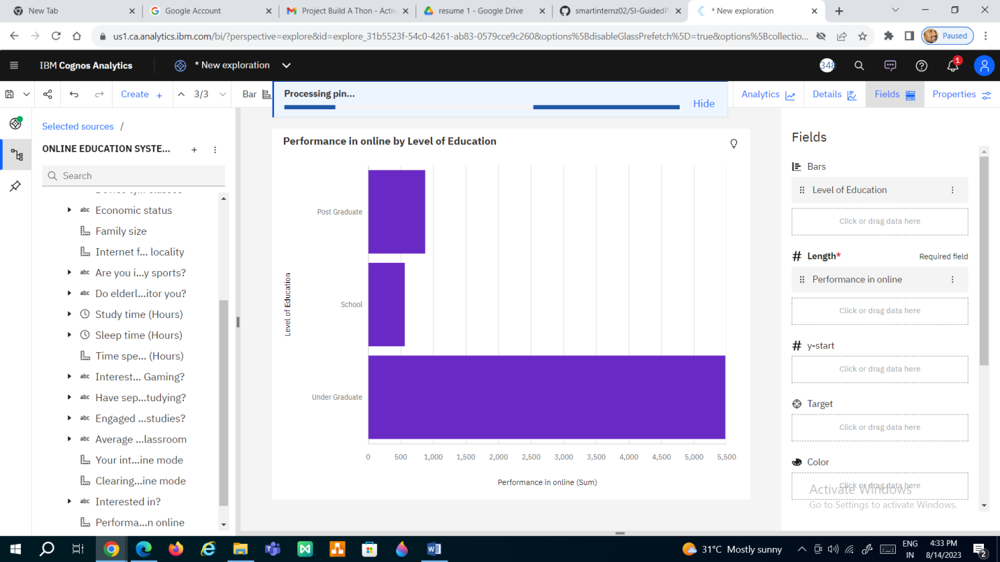 New Tab
Google Account
Project Build A Thon - Activ
resume 1 - Google Drive
smartinternz02/SI-GuidedP
* New exploration
us1.ca.analytics.ibm.com/bi/?perspective=explore&id=explore_31b5523f-54c0-4261-ab83-0579cce9c260&options%5BdisableGlassPrefetch%5D=true&options%5Bcollectio...
Paused
IBM Cognos Analytics
* New exploration
348
1
Create
3/3
Bar
Processing pin...
Hide
Analytics
Details
Fields
Properties
Selected sources /
ONLINE EDUCATION SYSTE...
Search
abc Economic status
Family size
Internet f... locality
abc Are you i...y sports?
abc Do elderl...itor you?
Study time (Hours)
Sleep time (Hours)
Time spe... (Hours)
abc Interest... Gaming?
abc Have sep...tudying?
abc Engaged ...studies?
abc Average ...lassroom
Your int...ine mode
Clearing...ine mode
abc Interested in?
Performa...n online
Performance in online by Level of Education
Level of Education
Post Graduate
School
Under Graduate
0 500 1,000 1,500 2,000 2,500 3,000 3,500 4,000 4,500 5,000 5,500
Performance in online (Sum)
Fields
Bars
Level of Education
Click or drag data here
# Length* Required field
Performance in online
Click or drag data here
# y-start
Click or drag data here
Target
Click or drag data here
Color
Click or drag data here
Activate Windows
Go to Settings to activate Windows.
31°C Mostly sunny
ENG
IN
4:33 PM
8/14/2023
2